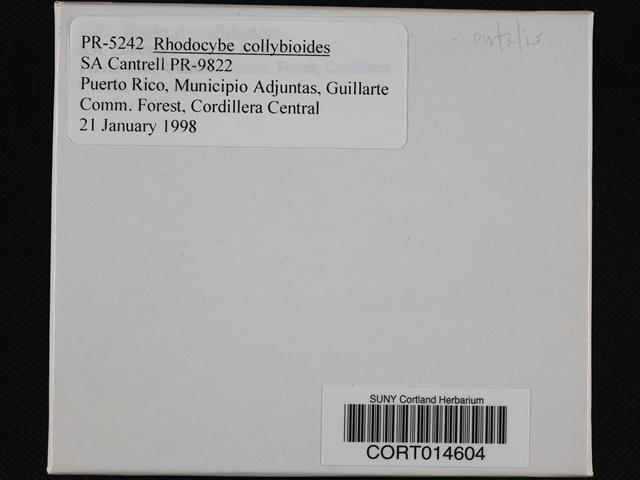 PR-5242 Rhodocybe collybioides
SA Cantrell PR-9822
Puerto Rico, Municipio Adjuntas, Guillarte
Comm. Forest, Cordillera Central
21 January 1998
SUNY Cortland Herbarium
CORT014604